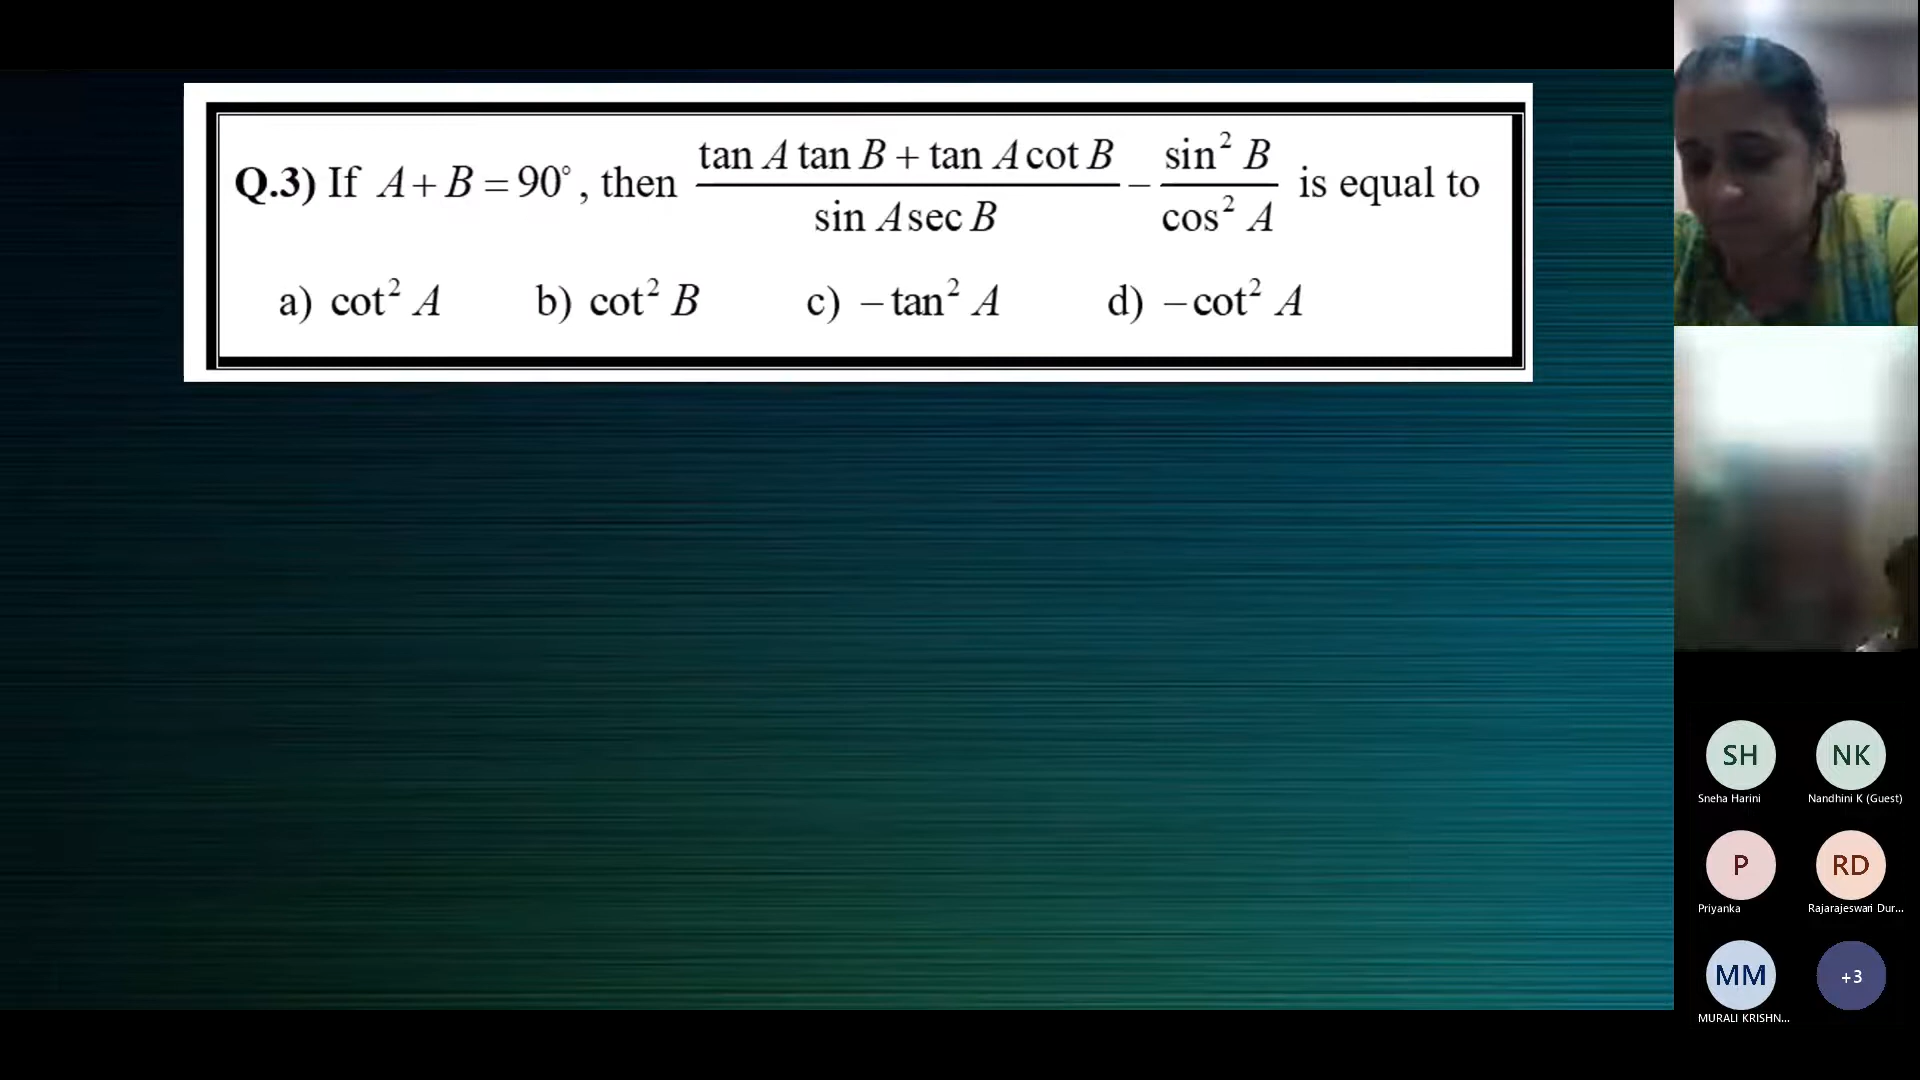 Q.3) If A + B = 90°, then (tan A tan B + tan A cot B) / (sin A sec B) − sin² B / cos² A is equal to
a) cot² A b) cot² B c) −tan² A d) −cot² A
SH NK
Sneha Harini Nandhini K (Guest)
P RD
Priyanka Rajarajeswari Dur...
MM +3
MURALI KRISHN...